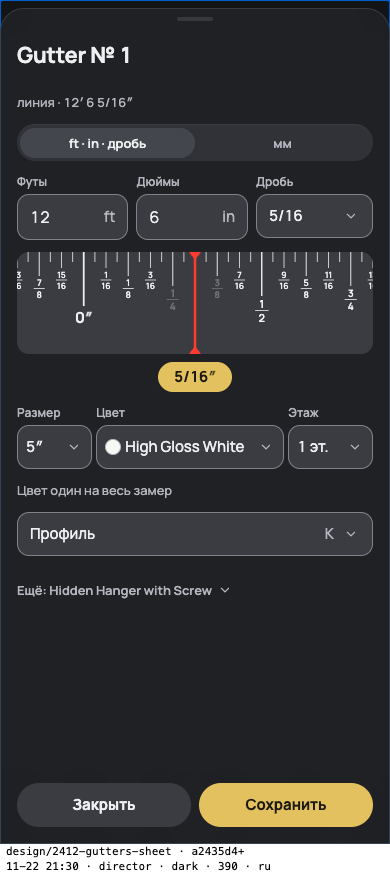 Gutter № 1
линия · 12′ 6 5/16″
ft · in · дробь
мм
Футы
Дюймы
Дробь
12 ft
6 in
5/16
7/8 15/16 1/16 1/8 3/16 1/4 3/8 7/16 9/16 5/8 11/16 3/4
0″ 1/2
5/16″
Размер
Цвет
Этаж
5″
High Gloss White
1 эт.
Цвет один на весь замер
Профиль K
Ещё: Hidden Hanger with Screw
Закрыть
Сохранить
design/2412-gutters-sheet · a2435d4+
11-22 21:30 · director · dark · 390 · ru